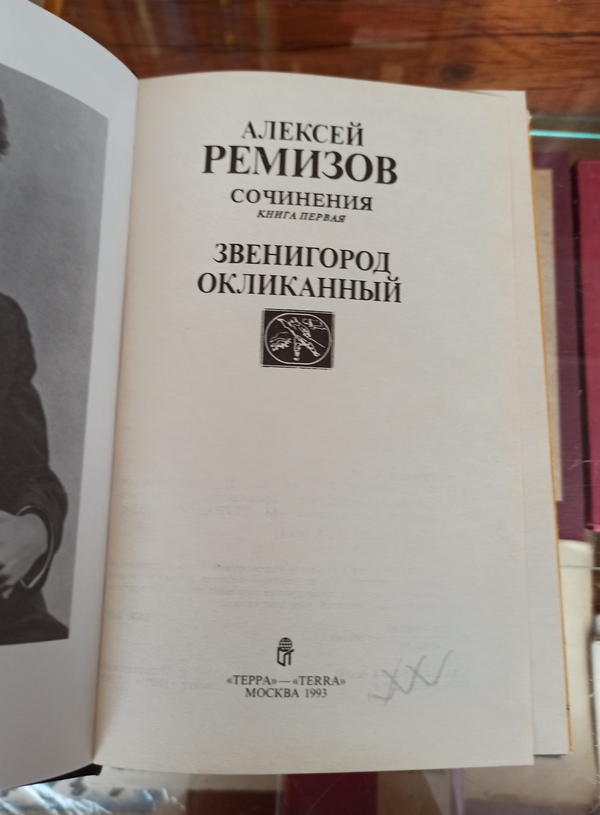 АЛЕКСЕЙ
РЕМИЗОВ
СОЧИНЕНИЯ
КНИГА ПЕРВАЯ
ЗВЕНИГОРОД
ОКЛИКАННЫЙ
«ТЕРРА»—«TERRA»
МОСКВА 1993